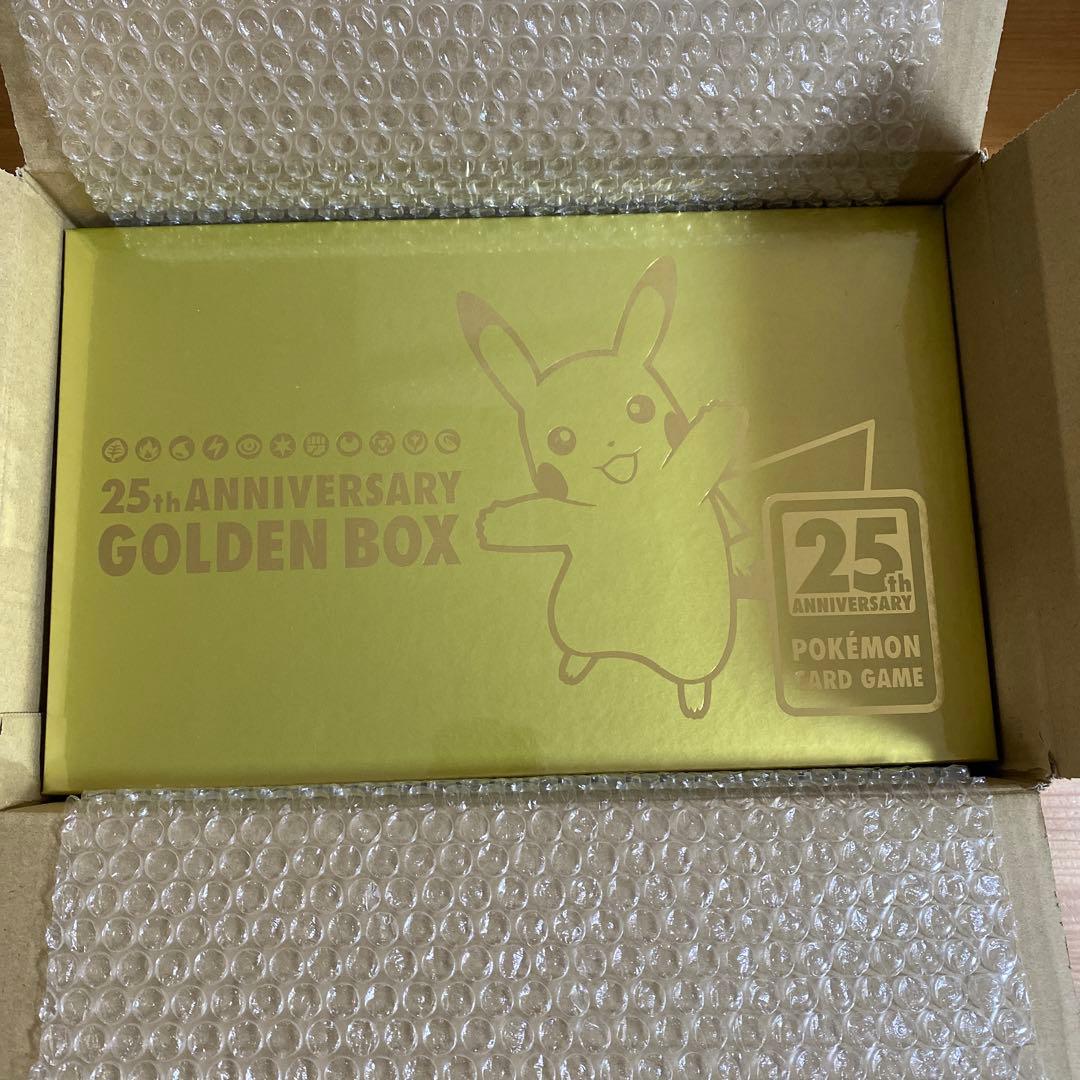 25th ANNIVERSARY
GOLDEN BOX
25th
ANNIVERSARY
POKÉMON
CARD GAME